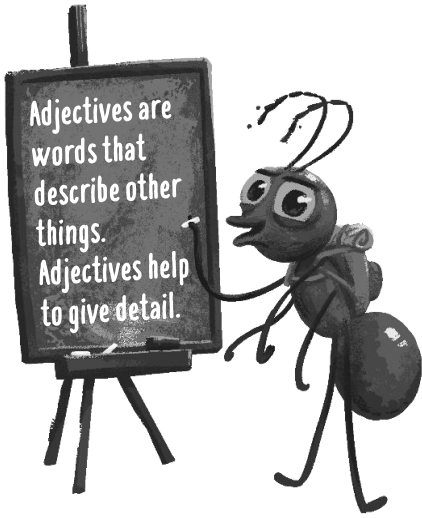 Adjectives are
words that
describe other
things.
Adjectives help
to give detail.